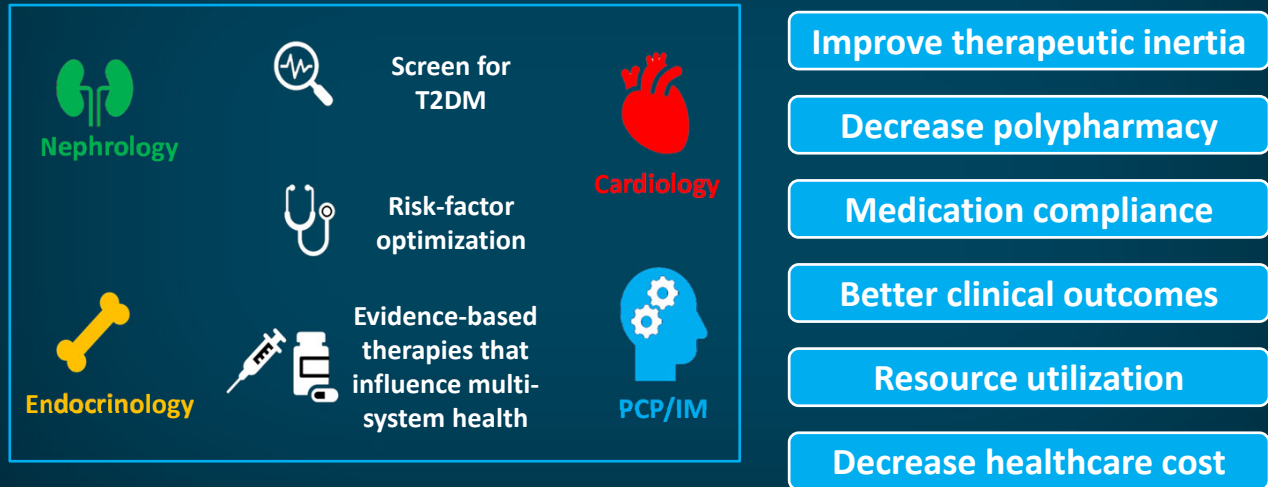 Nephrology
Screen for
T2DM
Cardiology
Risk-factor
optimization
Endocrinology
Evidence-based
therapies that
influence multi-
system health
PCP/IM
Improve therapeutic inertia
Decrease polypharmacy
Medication compliance
Better clinical outcomes
Resource utilization
Decrease healthcare cost